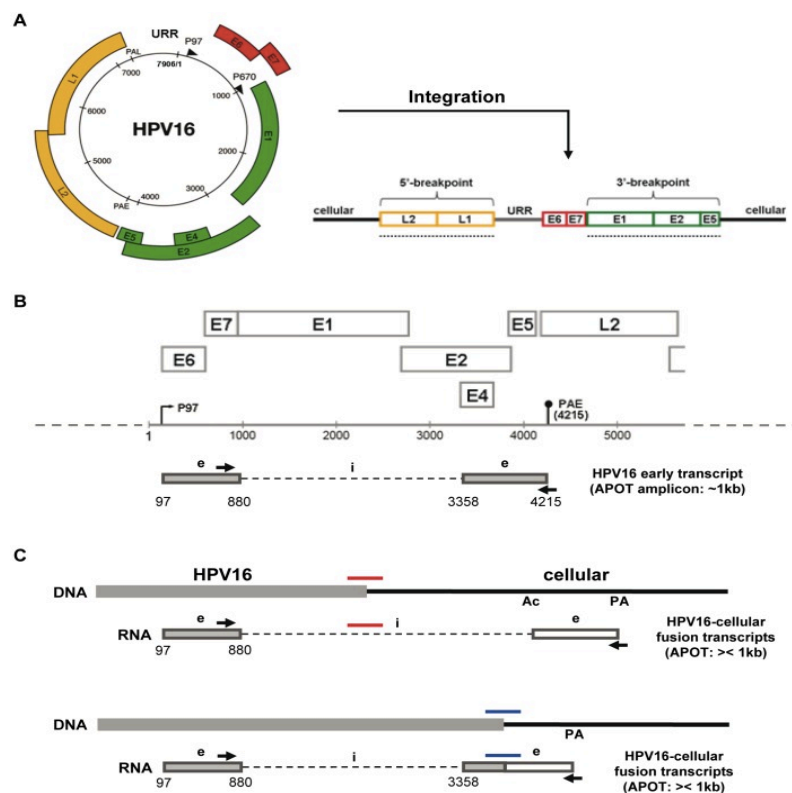 A
URR
P97
E6
E7
PAL
7906/1
P670
7000
1000
L1
6000
HPV16
E1
5000
2000
L2
PAE
4000
3000
E5
E4
E2
Integration
5'-breakpoint
3'-breakpoint
cellular
L2
L1
URR
E6
E7
E1
E2
E5
cellular
B
E7
E1
E5
L2
E6
E2
E4
P97
PAE
(4215)
1
1000
2000
3000
4000
5000
e
i
e
97
880
3358
4215
HPV16 early transcript
(APOT amplicon: ~1kb)
C
HPV16
cellular
DNA
Ac
PA
RNA
e
i
e
97
880
HPV16-cellular
fusion transcripts
(APOT: >< 1kb)
DNA
PA
RNA
e
i
e
97
880
3358
HPV16-cellular
fusion transcripts
(APOT: >< 1kb)